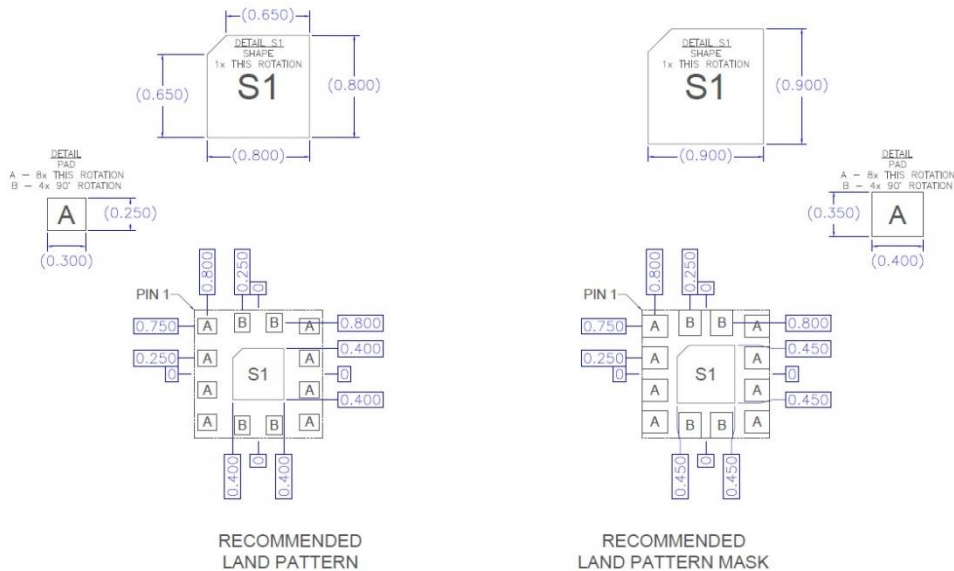 (0.650)
DETAIL S1
SHAPE
1x THIS ROTATION
S1
(0.650)
(0.800)
(0.800)
DETAIL
PAD
A – 8x THIS ROTATION
B – 4x 90° ROTATION
A
(0.250)
(0.300)
0.800
0.250
0
PIN 1
0.750
A B B A
0.800
0.250
A A
0.400
0
S1
0
A A
0.400
A B B A
0.400
0
0.400
RECOMMENDED
LAND PATTERN
DETAIL S1
SHAPE
1x THIS ROTATION
S1
(0.900)
(0.900)
DETAIL
PAD
A – 8x THIS ROTATION
B – 4x 90° ROTATION
A
(0.350)
(0.400)
0.800
0.250
0
PIN 1
0.750
A B B A
0.800
0.250
A A
0.450
0
S1
0
A A
0.450
A B B A
0.450
0
0.450
RECOMMENDED
LAND PATTERN MASK